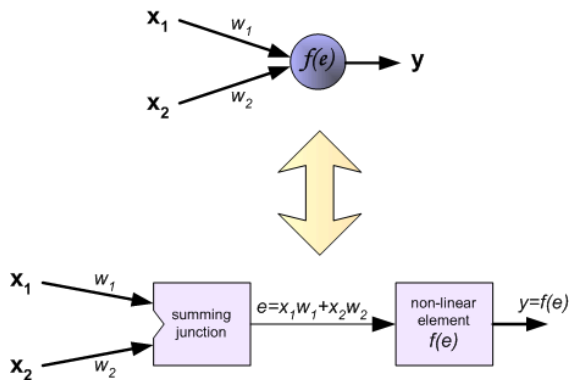 x₁
w₁
f(e)
y
x₂
w₂
x₁
w₁
summing
junction
e=x₁w₁+x₂w₂
non-linear
element
f(e)
y=f(e)
x₂
w₂